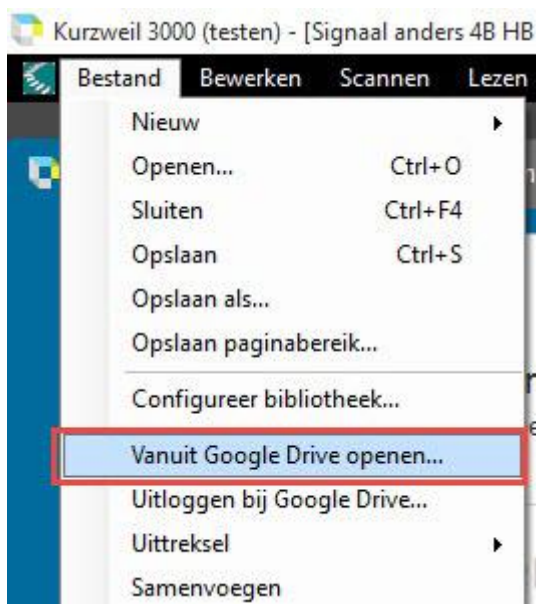 Kurzweil 3000 (testen) - [Signaal anders 4B HB
Bestand Bewerken Scannen Lezen
Nieuw
Openen... Ctrl+O
Sluiten Ctrl+F4
Opslaan Ctrl+S
Opslaan als...
Opslaan paginabereik...
Configureer bibliotheek...
Vanuit Google Drive openen...
Uitloggen bij Google Drive...
Uittreksel
Samenvoegen